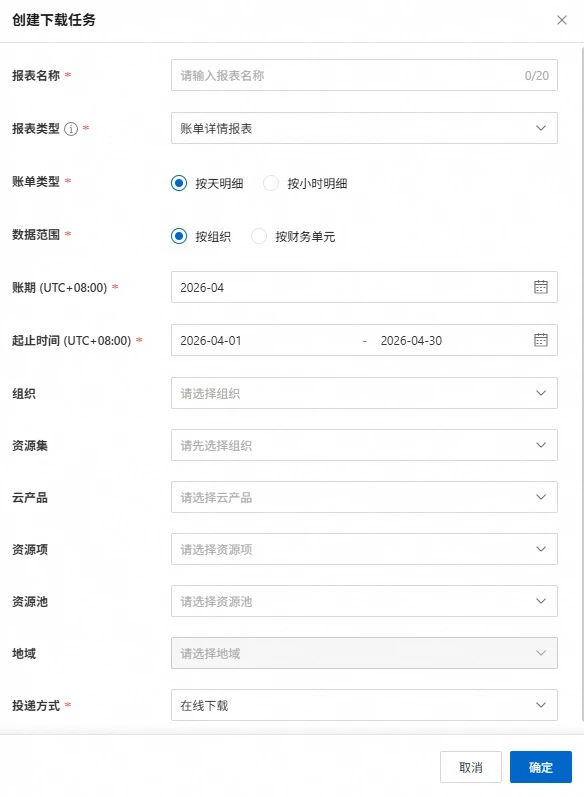 创建下载任务
报表名称 * 请输入报表名称 0/20
报表类型 * 账单详情报表
账单类型 * 按天明细 按小时明细
数据范围 * 按组织 按财务单元
账期 (UTC+08:00) * 2026-04
起止时间 (UTC+08:00) * 2026-04-01 - 2026-04-30
组织 请选择组织
资源集 请先选择组织
云产品 请选择云产品
资源项 请选择资源项
资源池 请选择资源池
地域 请选择地域
投递方式 * 在线下载
取消 确定